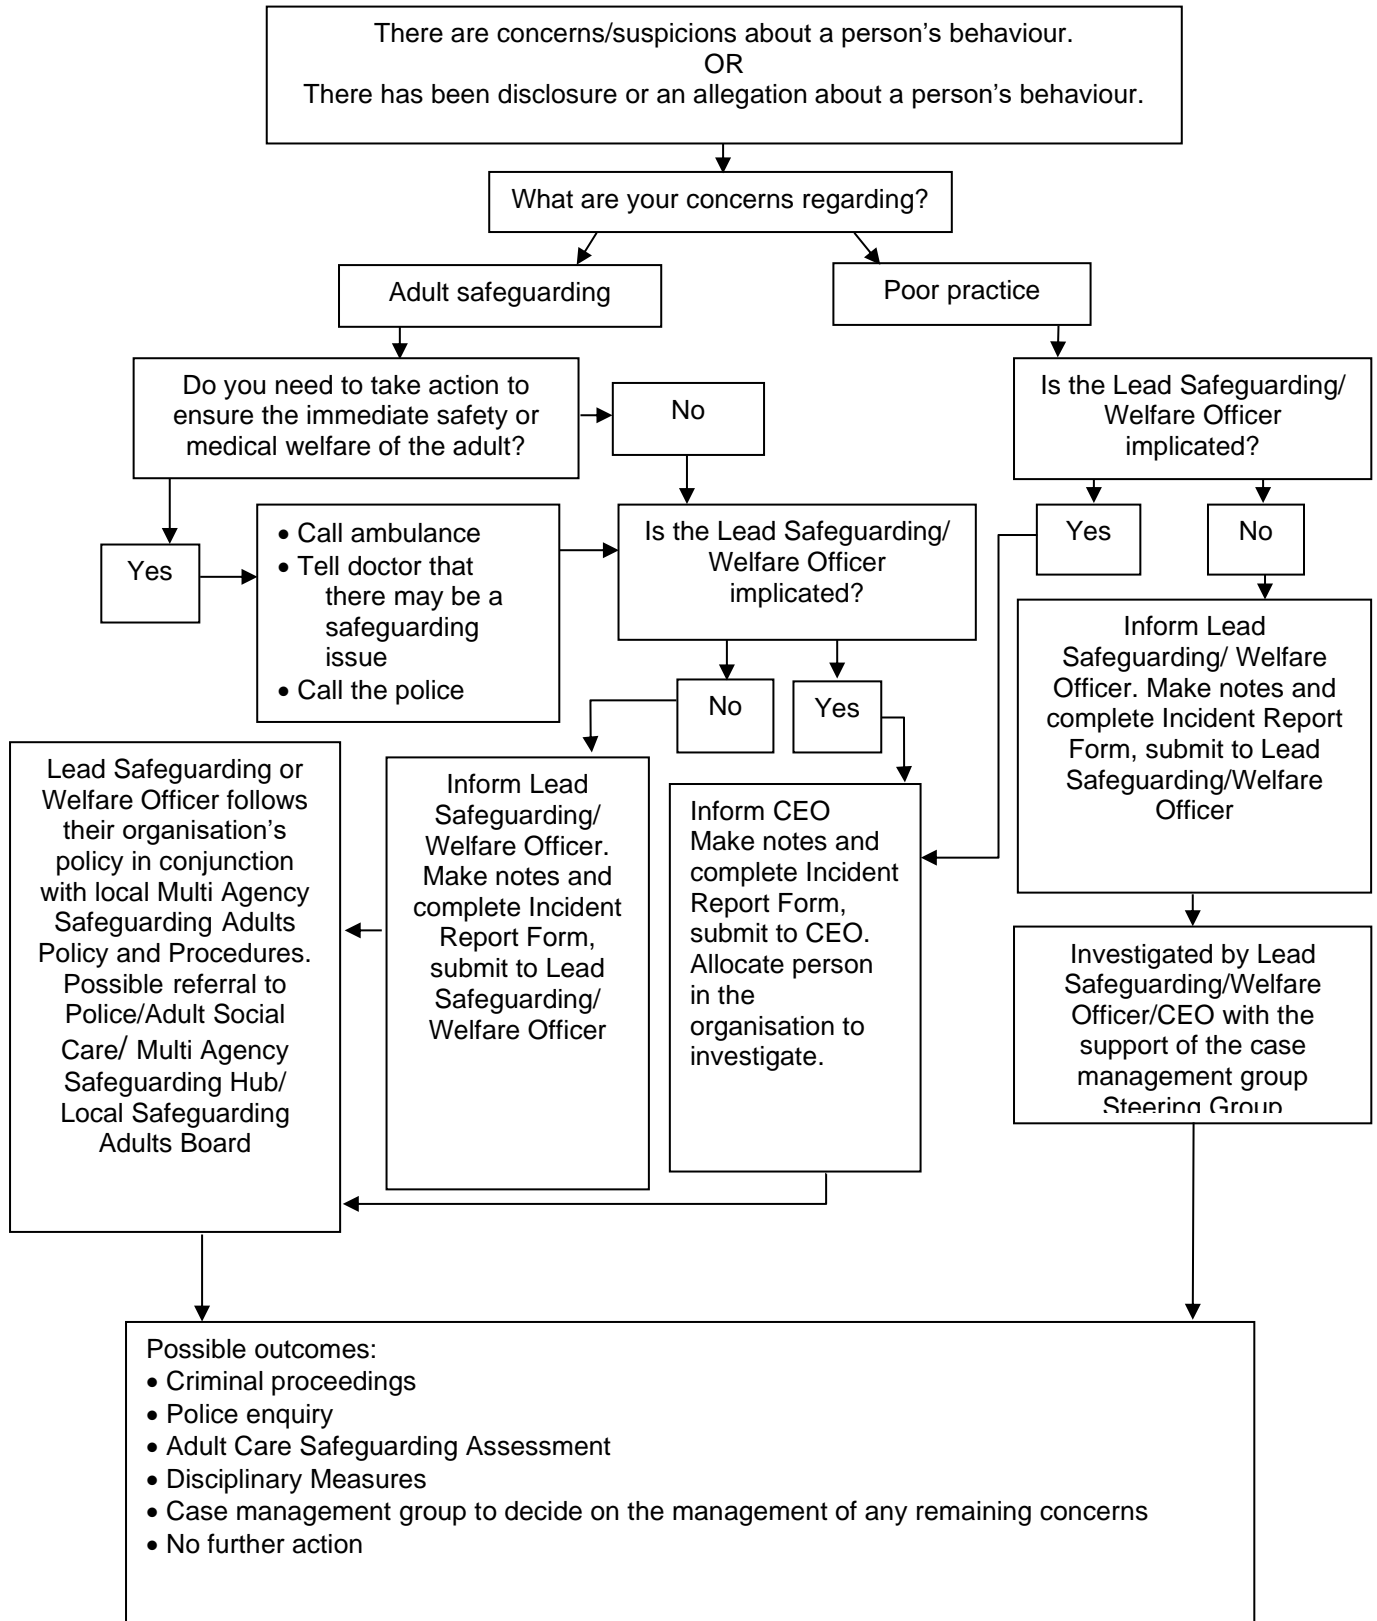 There are concerns/suspicions about a person’s behaviour.
OR
There has been disclosure or an allegation about a person’s behaviour.
What are your concerns regarding?
Adult safeguarding
Poor practice
Do you need to take action to
ensure the immediate safety or
medical welfare of the adult?
No
Is the Lead Safeguarding/
Welfare Officer
implicated?
Yes
• Call ambulance
• Tell doctor that
there may be a
safeguarding
issue
• Call the police
Is the Lead Safeguarding/
Welfare Officer
implicated?
Yes
No
No
Yes
Inform Lead
Safeguarding/ Welfare
Officer. Make notes and
complete Incident Report
Form, submit to Lead
Safeguarding/Welfare
Officer
Lead Safeguarding or
Welfare Officer follows
their organisation’s
policy in conjunction
with local Multi Agency
Safeguarding Adults
Policy and Procedures.
Possible referral to
Police/Adult Social
Care/ Multi Agency
Safeguarding Hub/
Local Safeguarding
Adults Board
Inform Lead
Safeguarding/
Welfare Officer.
Make notes and
complete Incident
Report Form,
submit to Lead
Safeguarding/
Welfare Officer
Inform CEO
Make notes and
complete Incident
Report Form,
submit to CEO.
Allocate person
in the
organisation to
investigate.
Investigated by Lead
Safeguarding/Welfare
Officer/CEO with the
support of the case
management group
Steering Group
Possible outcomes:
• Criminal proceedings
• Police enquiry
• Adult Care Safeguarding Assessment
• Disciplinary Measures
• Case management group to decide on the management of any remaining concerns
• No further action